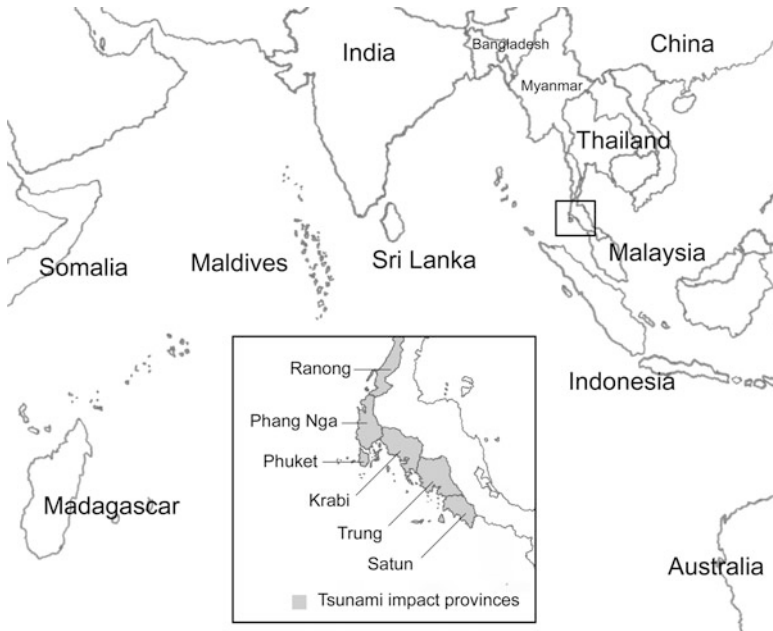 China
India
Bangladesh
Myanmar
Thailand
Somalia
Maldives
Sri Lanka
Malaysia
Indonesia
Madagascar
Australia
Ranong
Phang Nga
Phuket
Krabi
Trung
Satun
Tsunami impact provinces